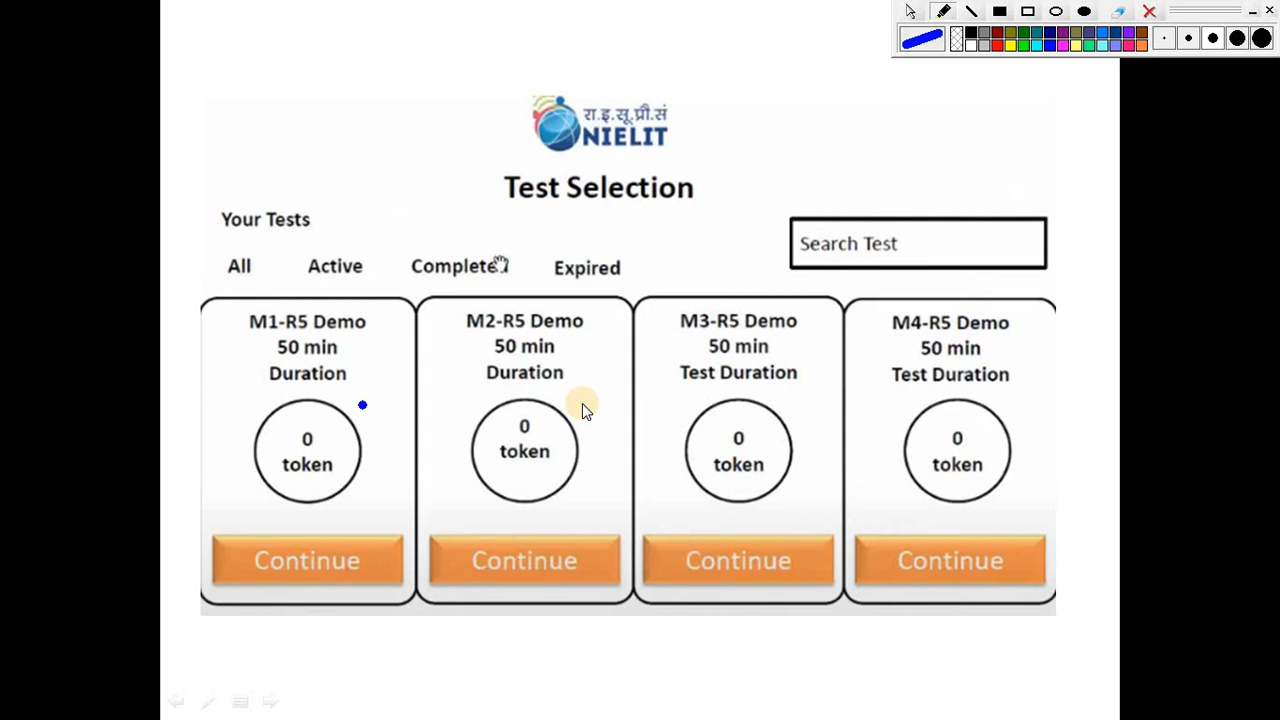 रा.इ.सू.प्रौ.सं
NIELIT
Test Selection
Your Tests
Search Test
All
Active
Complete
Expired
M1-R5 Demo
50 min
Duration
0
token
Continue
M2-R5 Demo
50 min
Duration
0
token
Continue
M3-R5 Demo
50 min
Test Duration
0
token
Continue
M4-R5 Demo
50 min
Test Duration
0
token
Continue